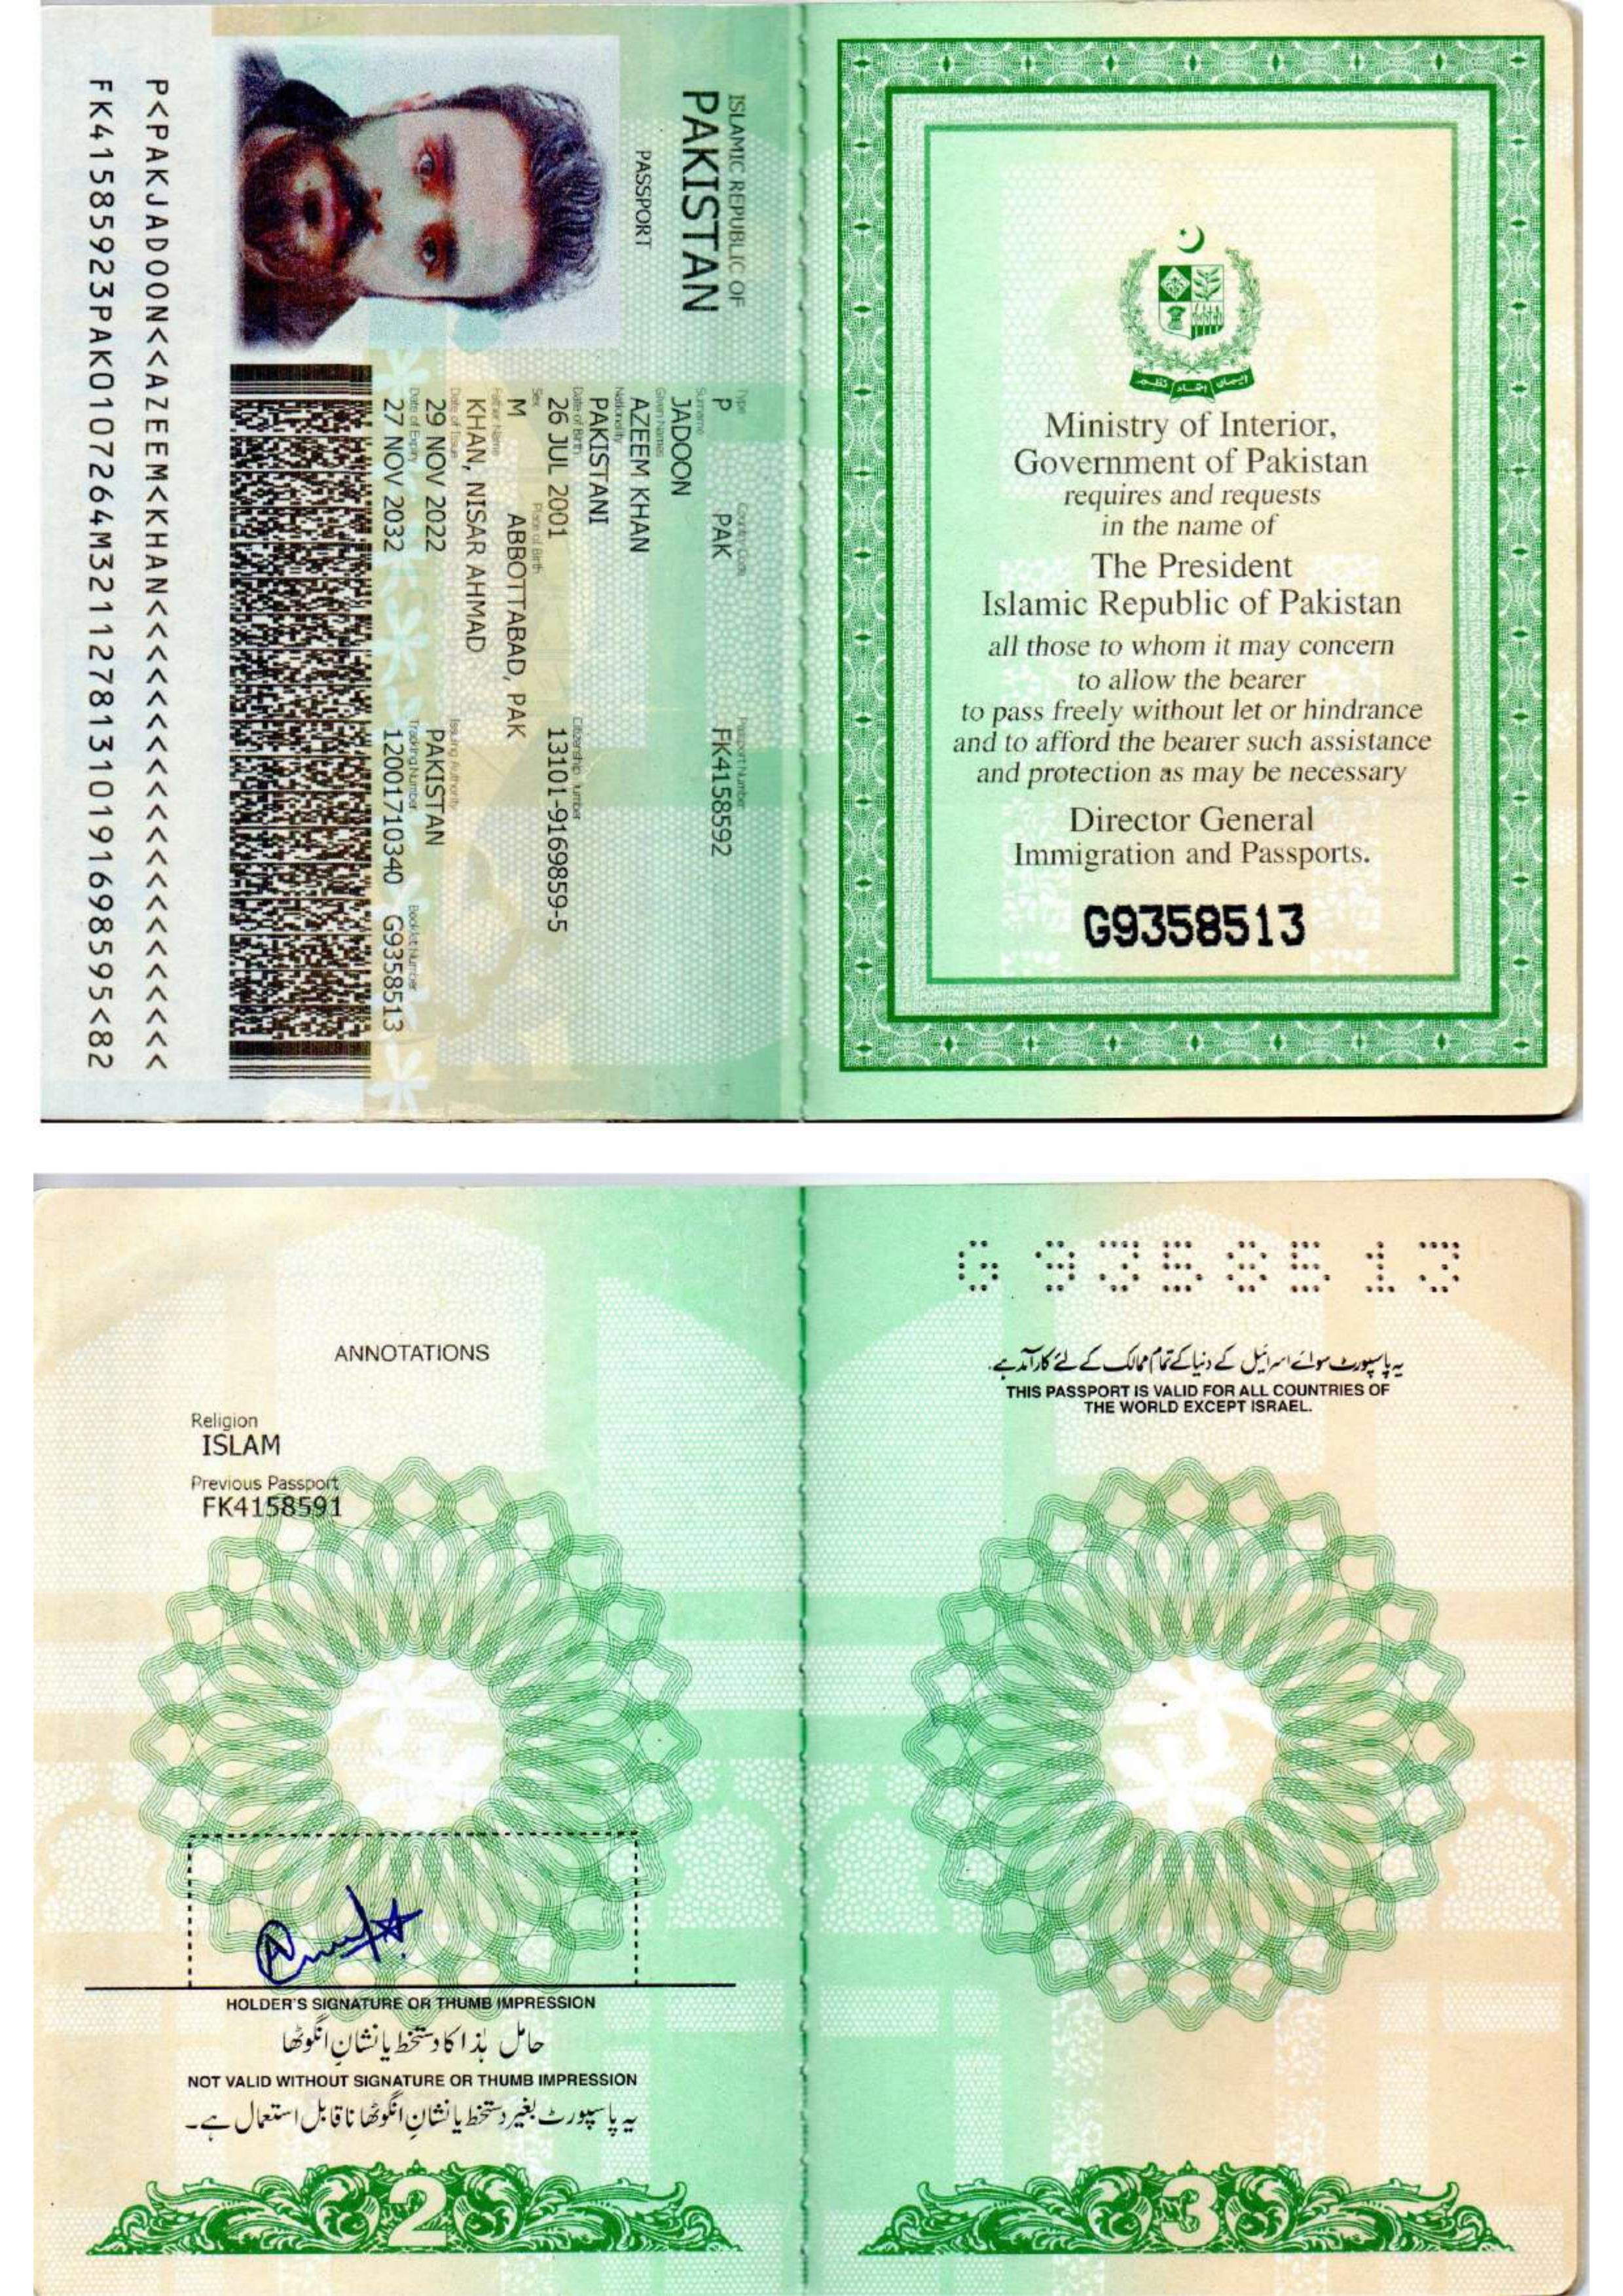 ISLAMIC REPUBLIC OF
PAKISTAN
PASSPORT
Type
Country Code
Passport Number
P
PAK
FK4158592
Surname
JADOON
Given Names
AZEEM KHAN
Nationality
PAKISTANI
Date of Birth
Citizenship Number
26 JUL 2001
13101-9169859-5
Sex
Place of Birth
M
ABBOTTABAD, PAK
Father Name
KHAN, NISAR AHMAD
Date of Issue
Issuing Authority
29 NOV 2022
PAKISTAN
Date of Expiry
Tracking Number
Booklet Number
27 NOV 2032
12001710340
G9358513
P<PAKJADOON<<AZEEM<KHAN<<<<<<<<<<<<<<<<<<<<<
FK41585923PAK0107264M32112781310191698595<82
ایمان اتحاد نظم
Ministry of Interior,
Government of Pakistan
requires and requests
in the name of
The President
Islamic Republic of Pakistan
all those to whom it may concern
to allow the bearer
to pass freely without let or hindrance
and to afford the bearer such assistance
and protection as may be necessary
Director General
Immigration and Passports.
G9358513
ANNOTATIONS
Religion
ISLAM
Previous Passport
FK4158591
HOLDER'S SIGNATURE OR THUMB IMPRESSION
حامل ہٰذا کا دستخط یا نشانِ انگوٹھا
NOT VALID WITHOUT SIGNATURE OR THUMB IMPRESSION
یہ پاسپورٹ بغیر دستخط یا نشانِ انگوٹھا ناقابل استعمال ہے۔
2
G9358513
یہ پاسپورٹ سوائے اسرائیل کے دنیا کے تمام ممالک کے لئے کارآمد ہے۔
THIS PASSPORT IS VALID FOR ALL COUNTRIES OF
THE WORLD EXCEPT ISRAEL.
3